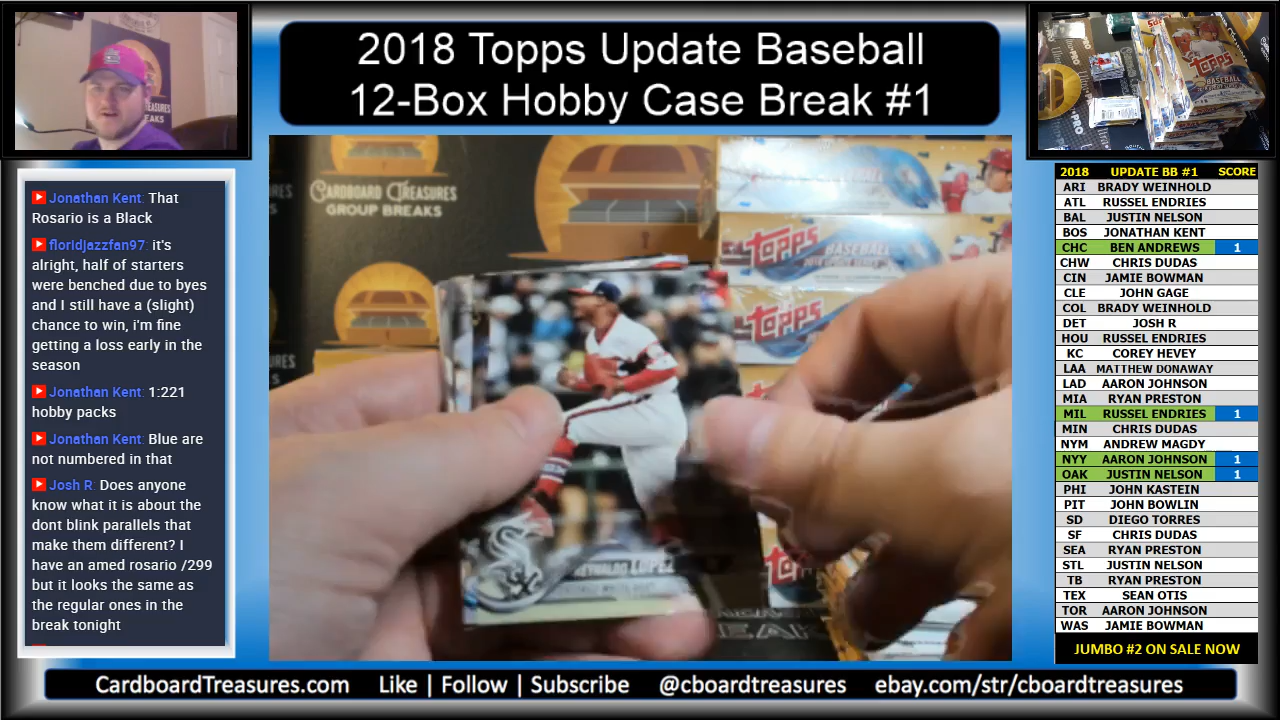 2018 Topps Update Baseball
12-Box Hobby Case Break #1
Jonathan Kent: That
Rosario is a Black
floridjazzfan97: it's
alright, half of starters
were benched due to byes
and I still have a (slight)
chance to win, i'm fine
getting a loss early in the
season
Jonathan Kent: 1:221
hobby packs
Jonathan Kent: Blue are
not numbered in that
Josh R: Does anyone
know what it is about the
dont blink parallels that
make them different? I
have an amed rosario /299
but it looks the same as
the regular ones in the
break tonight
CARDBOARD TREASURES
GROUP BREAKS
topps BASEBALL
topps
REYNALDO LOPEZ
2018 UPDATE BB #1 SCORE
ARI BRADY WEINHOLD
ATL RUSSEL ENDRIES
BAL JUSTIN NELSON
BOS JONATHAN KENT
CHC BEN ANDREWS 1
CHW CHRIS DUDAS
CIN JAMIE BOWMAN
CLE JOHN GAGE
COL BRADY WEINHOLD
DET JOSH R
HOU RUSSEL ENDRIES
KC COREY HEVEY
LAA MATTHEW DONAWAY
LAD AARON JOHNSON
MIA RYAN PRESTON
MIL RUSSEL ENDRIES 1
MIN CHRIS DUDAS
NYM ANDREW MAGDY
NYY AARON JOHNSON 1
OAK JUSTIN NELSON 1
PHI JOHN KASTEIN
PIT JOHN BOWLIN
SD DIEGO TORRES
SF CHRIS DUDAS
SEA RYAN PRESTON
STL JUSTIN NELSON
TB RYAN PRESTON
TEX SEAN OTIS
TOR AARON JOHNSON
WAS JAMIE BOWMAN
JUMBO #2 ON SALE NOW
CardboardTreasures.com Like | Follow | Subscribe @cboardtreasures ebay.com/str/cboardtreasures